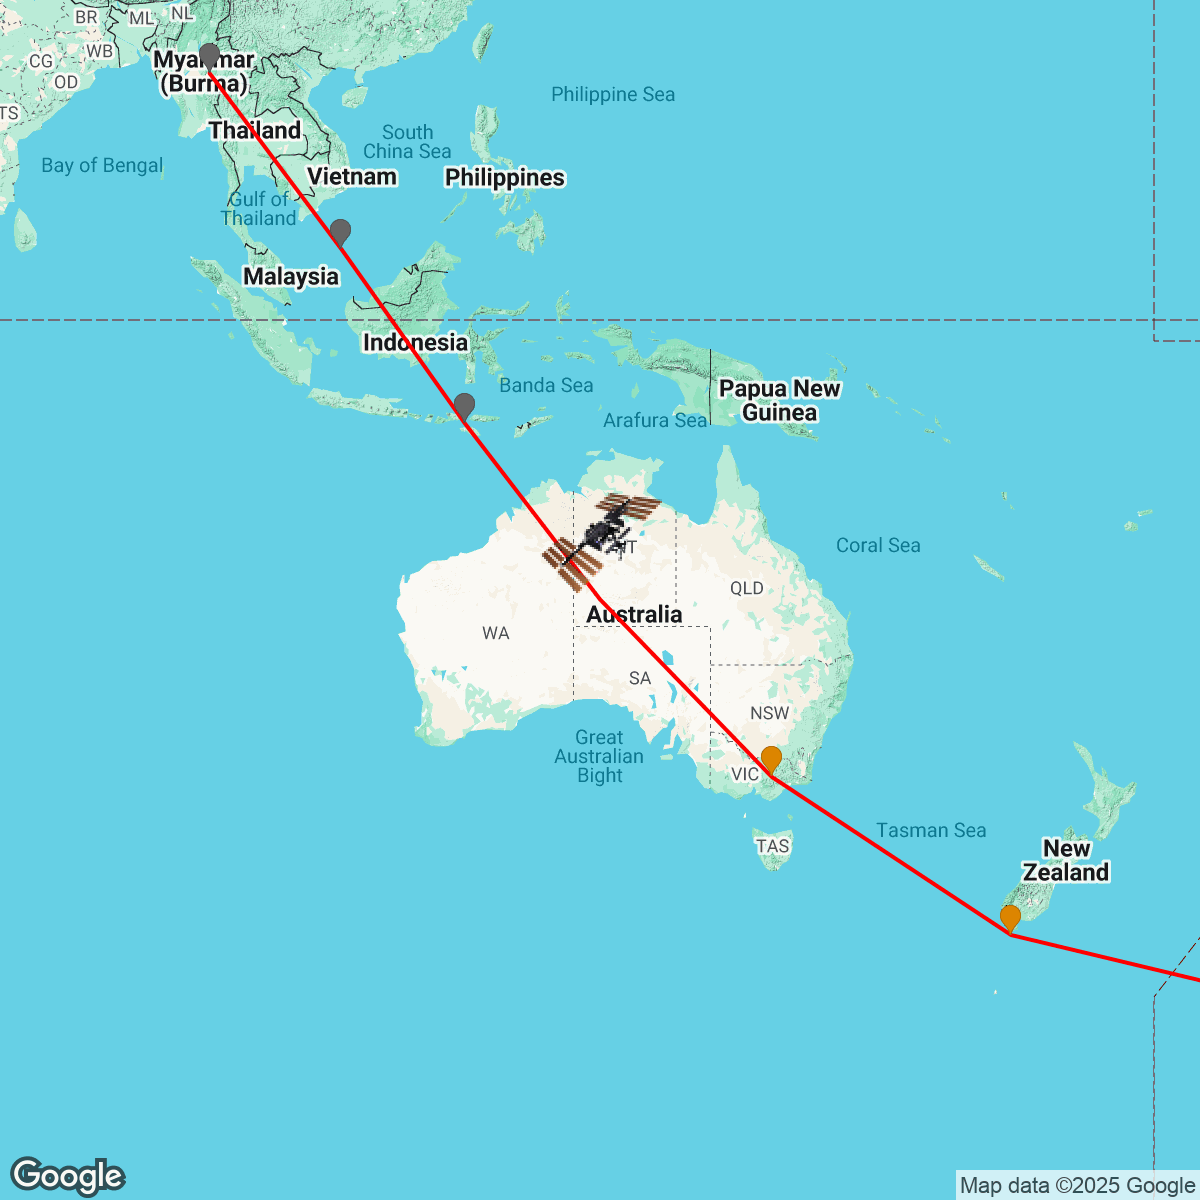 BR
ML
NL
CG
WB
OD
TS
Myanmar
(Burma)
Thailand
Bay of Bengal
Philippine Sea
South
China Sea
Vietnam
Philippines
Gulf of
Thailand
Malaysia
Indonesia
Banda Sea
Papua New
Guinea
Arafura Sea
NT
Coral Sea
QLD
Australia
WA
SA
NSW
Great
Australian
Bight
VIC
TAS
Tasman Sea
New
Zealand
Google
Map data ©2025 Google